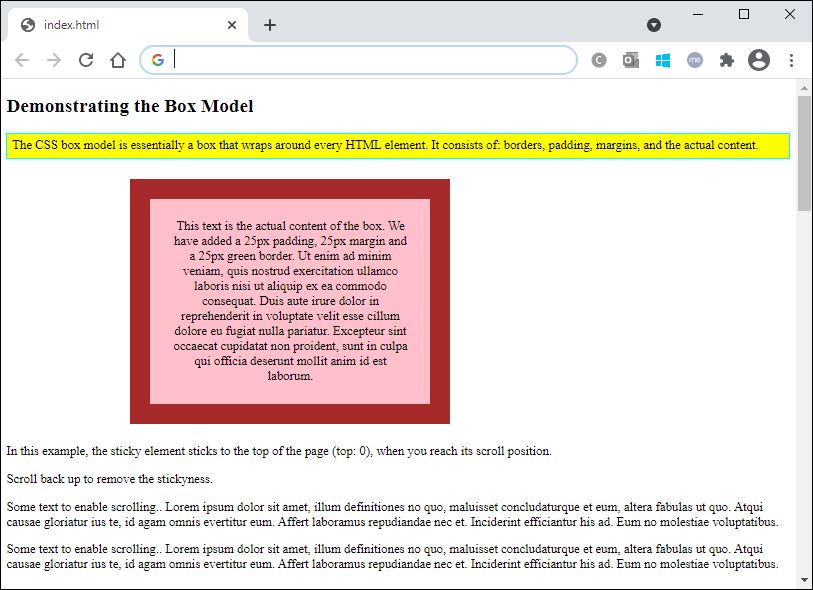 index.html
Demonstrating the Box Model
The CSS box model is essentially a box that wraps around every HTML element. It consists of: borders, padding, margins, and the actual content.
This text is the actual content of the box. We
have added a 25px padding, 25px margin and
a 25px green border. Ut enim ad minim
veniam, quis nostrud exercitation ullamco
laboris nisi ut aliquip ex ea commodo
consequat. Duis aute irure dolor in
reprehenderit in voluptate velit esse cillum
dolore eu fugiat nulla pariatur. Excepteur sint
occaecat cupidatat non proident, sunt in culpa
qui officia deserunt mollit anim id est
laborum.
In this example, the sticky element sticks to the top of the page (top: 0), when you reach its scroll position.
Scroll back up to remove the stickyness.
Some text to enable scrolling.. Lorem ipsum dolor sit amet, illum definitiones no quo, maluisset concludaturque et eum, altera fabulas ut quo. Atqui
causae gloriatur ius te, id agam omnis evertitur eum. Affert laboramus repudiandae nec et. Inciderint efficiantur his ad. Eum no molestiae voluptatibus.
Some text to enable scrolling.. Lorem ipsum dolor sit amet, illum definitiones no quo, maluisset concludaturque et eum, altera fabulas ut quo. Atqui
causae gloriatur ius te, id agam omnis evertitur eum. Affert laboramus repudiandae nec et. Inciderint efficiantur his ad. Eum no molestiae voluptatibus.